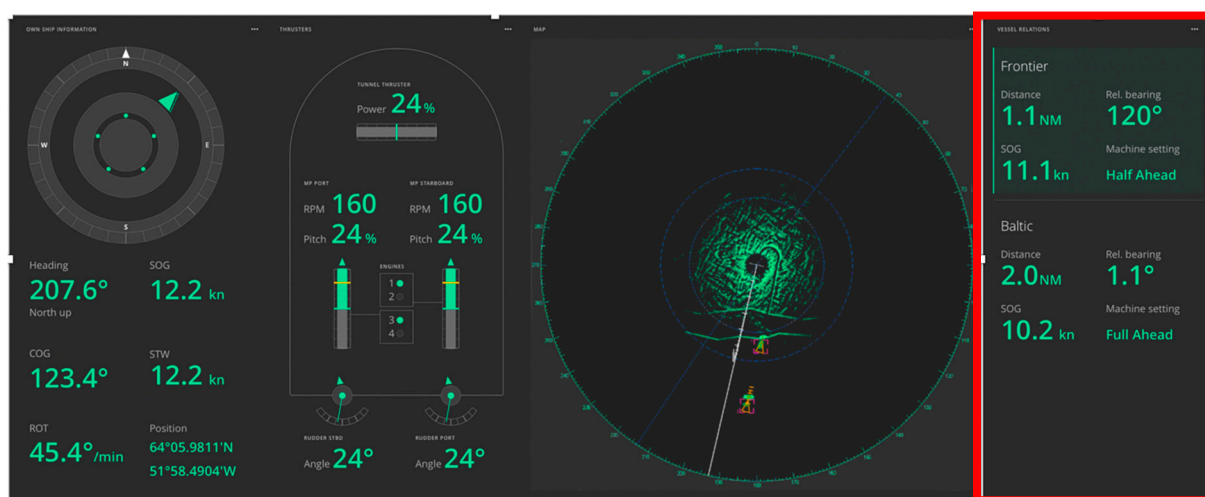 OWN SHIP INFORMATION
N
W
E
S
Heading
207.6°
North up
SOG
12.2 kn
COG
123.4°
STW
12.2 kn
ROT
45.4°/min
Position
64°05.9811'N
51°58.4904'W
THRUSTERS
TUNNEL THRUSTER
Power 24%
MP PORT
RPM 160
Pitch 24%
MP STARBOARD
RPM 160
Pitch 24%
ENGINES
1
2
3
4
RUDDER STBD
Angle 24°
RUDDER PORT
Angle 24°
MAP
VESSEL RELATIONS
Frontier
Distance
1.1NM
Rel. bearing
120°
SOG
11.1kn
Machine setting
Half Ahead
Baltic
Distance
2.0NM
Rel. bearing
1.1°
SOG
10.2 kn
Machine setting
Full Ahead